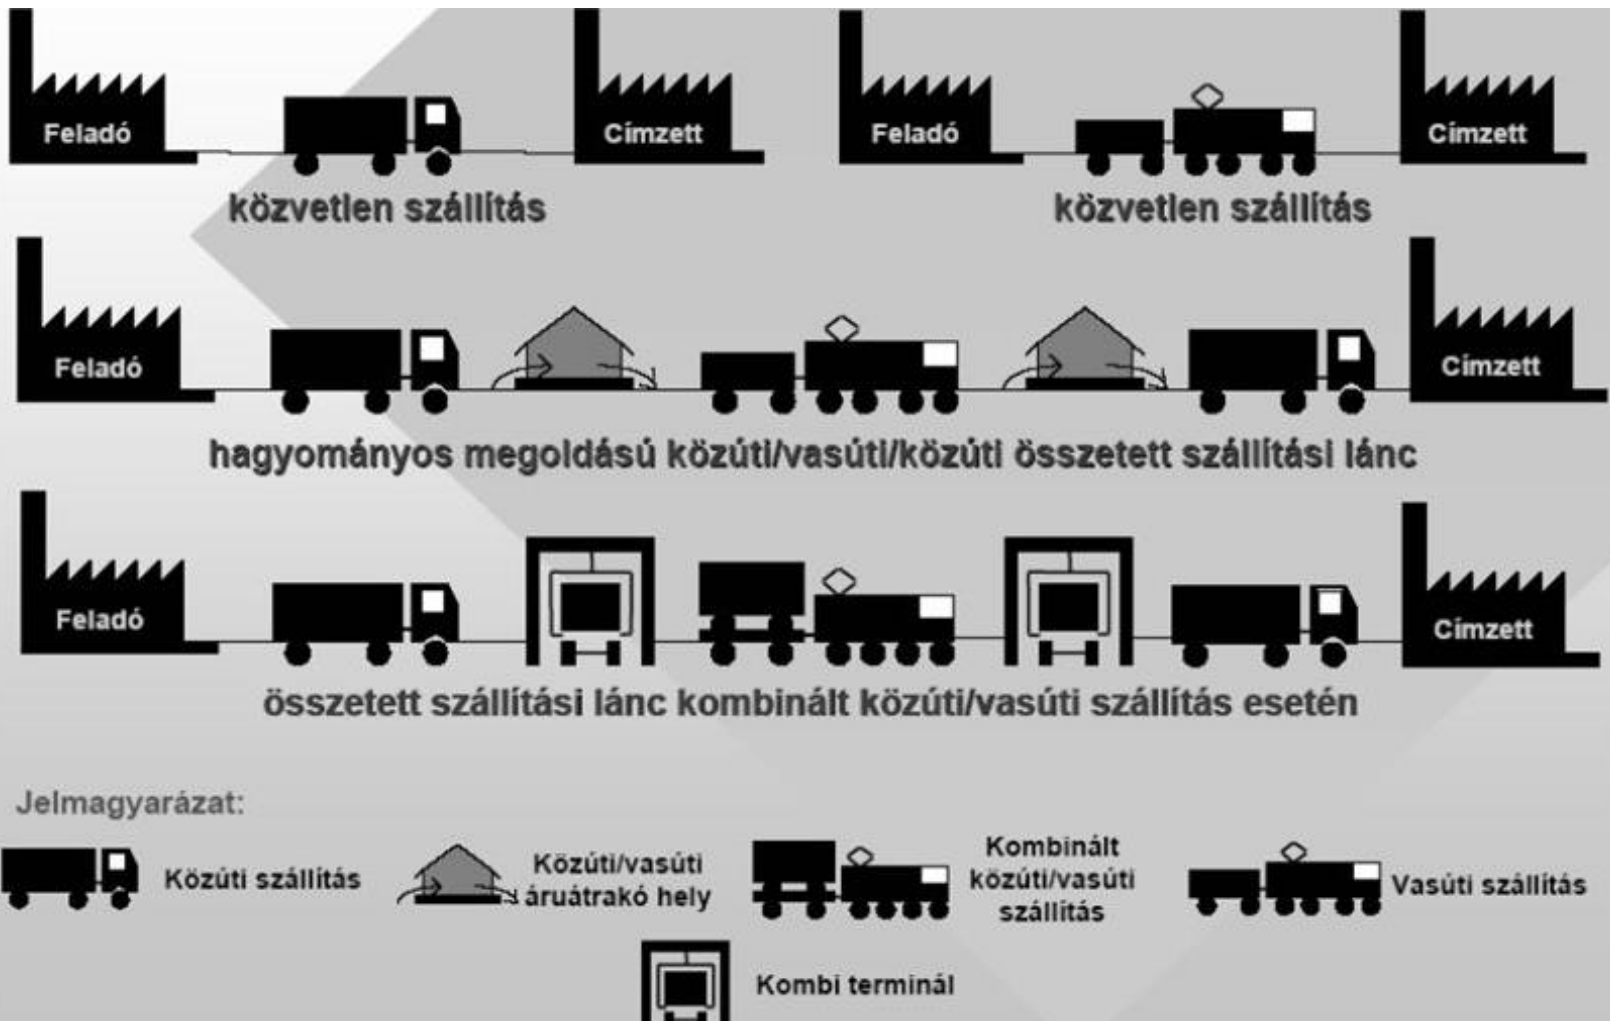 Feladó
Címzett
Feladó
Címzett
közvetlen szállítás
közvetlen szállítás
Feladó
Címzett
hagyományos megoldású közúti/vasúti/közúti összetett szállítási lánc
Feladó
Címzett
összetett szállítási lánc kombinált közúti/vasúti szállítás esetén
Jelmagyarázat:
Közúti szállítás
Közúti/vasúti
áruátrakó hely
Kombinált
közúti/vasúti
szállítás
Vasúti szállítás
Kombi terminál